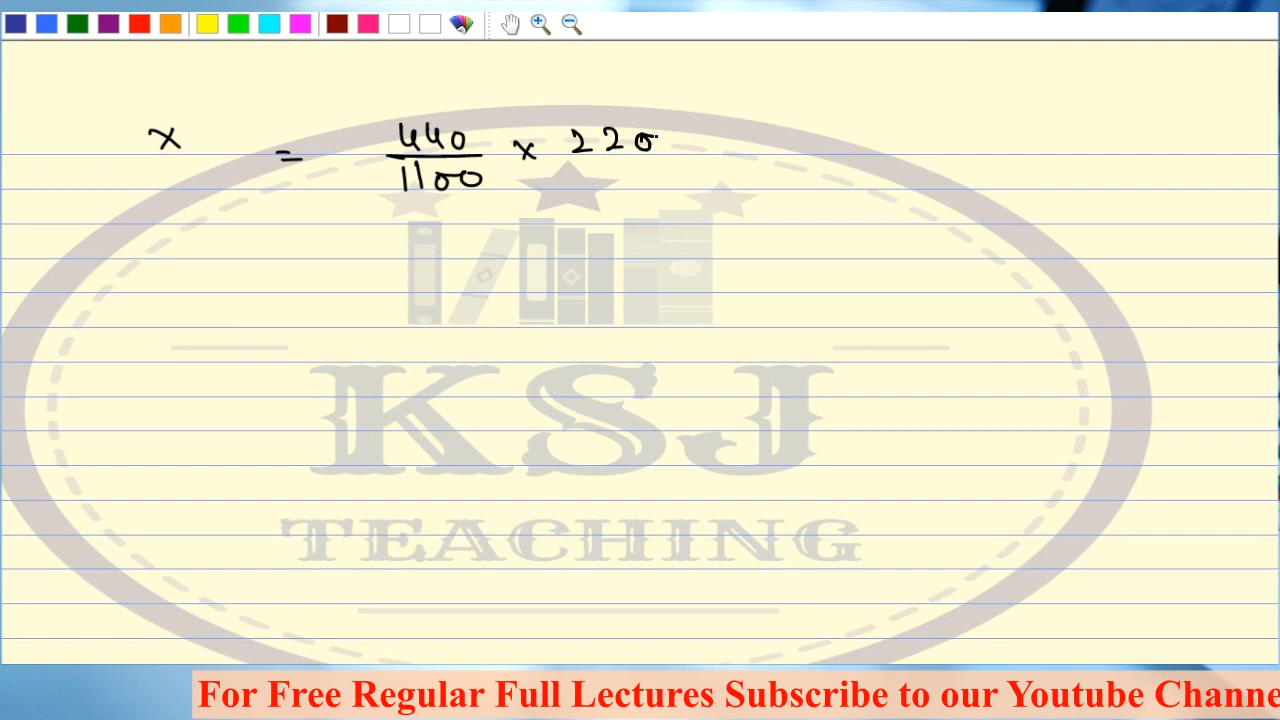 x = 440/1100 x 220
KSJ
TEACHING
For Free Regular Full Lectures Subscribe to our Youtube Channe